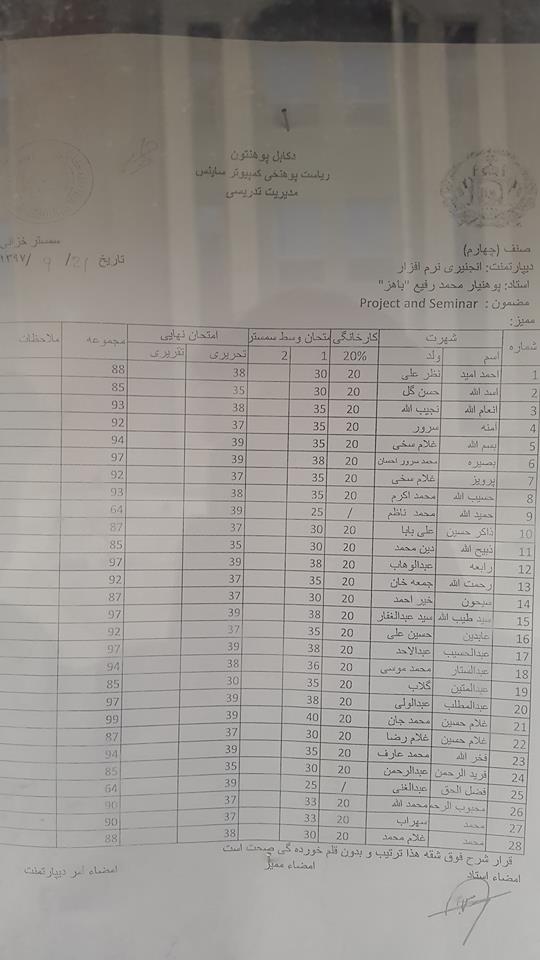 دکابل پوهنتون
ریاست پوهنځی کمپیوتر ساینس
مدیریت تدریسی
سمستر خزانی
تاریخ 21/ 9 /۱۳۹۷
صنف (چهارم)
دیپارتمنت: انجنیری نرم افزار
استاد: پوهنیار محمد رفیع "باهز"
مضمون : Project and Seminar
ممیز:
شماره شهرت کارخانگی امتحان وسط سمستر امتحان نهایی مجموعه ملاحظات
اسم ولد 20% 1 2 تحریری تقریری
1 احمد امید نظر علی 20 30 38 88
2 اسد الله حسن گل 20 30 35 85
3 انعام الله نجیب الله 20 35 38 93
4 آمنه سرور 20 35 37 92
5 بسم الله غلام سخی 20 35 39 94
6 بصیره محمد سرور احسان 20 38 39 97
7 پرویز غلام سخی 20 35 37 92
8 حسیب الله محمد اکرم 20 35 38 93
9 حمید الله محمد ناظم / 25 39 64
10 ذاکر حسین علی بابا 20 30 37 87
11 ذبیح الله دین محمد 20 30 35 85
12 رابعه عبدالوهاب 20 38 39 97
13 رحمت الله جمعه خان 20 35 37 92
14 سیحون خیر احمد 20 30 37 87
15 سید طیب الله سید عبدالغفار 20 38 39 97
16 عابدین حسین علی 20 35 37 92
17 عبدالحسیب عبدالاحد 20 38 39 97
18 عبدالستار محمد موسی 20 36 38 94
19 عبدالمتین گلاب 20 35 30 85
20 عبدالمطلب عبدالولی 20 38 39 97
21 غلام حسین محمد جان 20 40 39 99
22 غلام حسین غلام رضا 20 30 37 87
23 فخر الله محمد عارف 20 35 39 94
24 فرید الرحمن عبدالرحمن 20 30 35 85
25 فضل الحق عبدالغنی / 25 39 64
26 محبوب الرحم محمد الله 20 33 37 90
27 محمد سهراب 20 33 37 90
28 محمد غلام محمد 20 30 38 88
قرار شرح فوق شقه هذا ترتیب و بدون قلم خورده گی صحت است
امضاء استاد امضاء ممیز امضاء امر دیپارتمنت